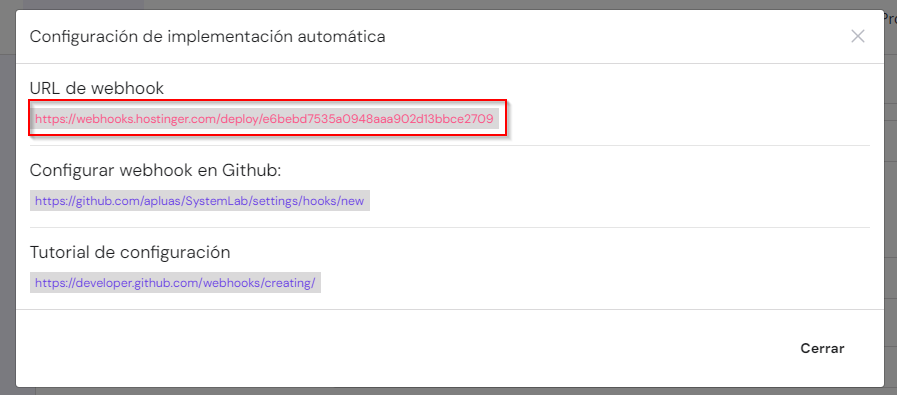 Configuración de implementación automática
URL de webhook
https://webhooks.hostinger.com/deploy/e6bebd7535a0948aaa902d13bbce2709
Configurar webhook en Github:
https://github.com/apluas/SystemLab/settings/hooks/new
Tutorial de configuración
https://developer.github.com/webhooks/creating/
Cerrar